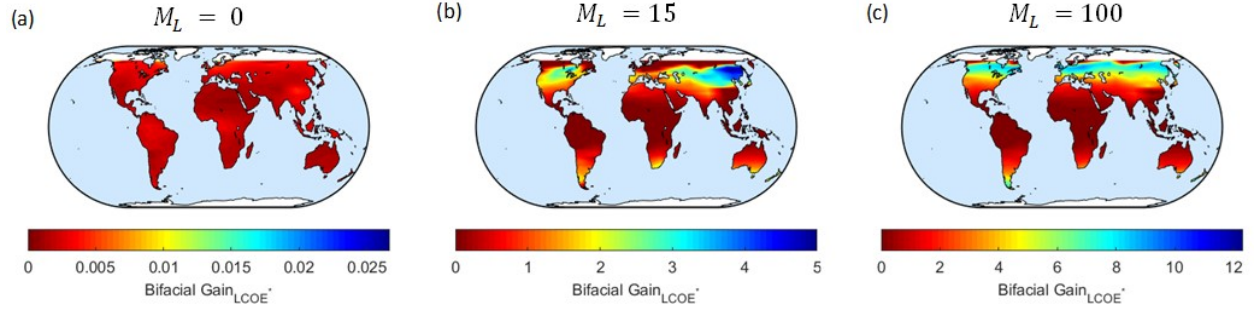 (a) M_L = 0
(b) M_L = 15
(c) M_L = 100
0 0.005 0.01 0.015 0.02 0.025
Bifacial Gain_LCOE*
0 1 2 3 4 5
Bifacial Gain_LCOE*
0 2 4 6 8 10 12
Bifacial Gain_LCOE*